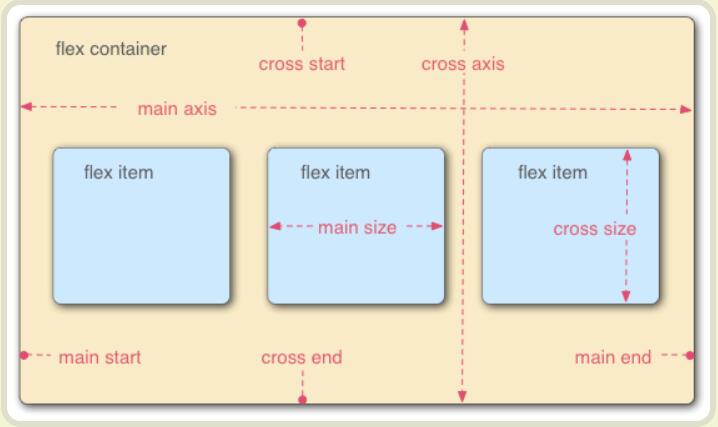 flex container
cross start
cross axis
main axis
flex item
flex item
flex item
main size
cross size
main start
cross end
main end